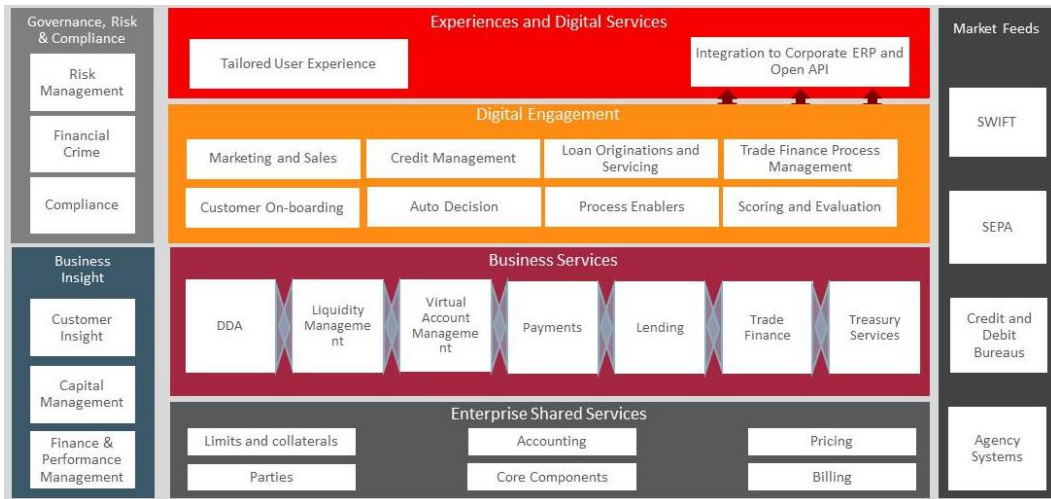 Governance, Risk
& Compliance
Risk
Management
Financial
Crime
Compliance
Business
Insight
Customer
Insight
Capital
Management
Finance &
Performance
Management
Experiences and Digital Services
Tailored User Experience
Integration to Corporate ERP and
Open API
Digital Engagement
Marketing and Sales
Credit Management
Loan Originations and
Servicing
Trade Finance Process
Management
Customer On-boarding
Auto Decision
Process Enablers
Scoring and Evaluation
Business Services
DDA
Liquidity
Manageme
nt
Virtual
Account
Manageme
nt
Payments
Lending
Trade
Finance
Treasury
Services
Enterprise Shared Services
Limits and collaterals
Accounting
Pricing
Parties
Core Components
Billing
Market Feeds
SWIFT
SEPA
Credit and
Debit
Bureaus
Agency
Systems